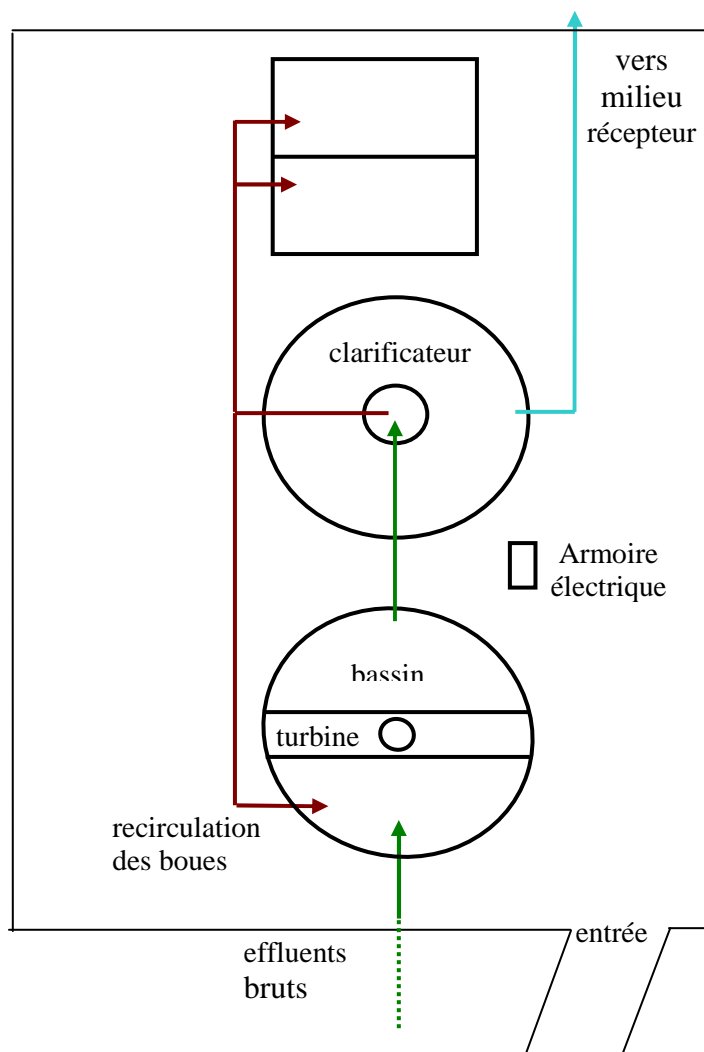 vers
milieu
récepteur
clarificateur
Armoire
électrique
bassin
turbine
recirculation
des boues
entrée
effluents
bruts